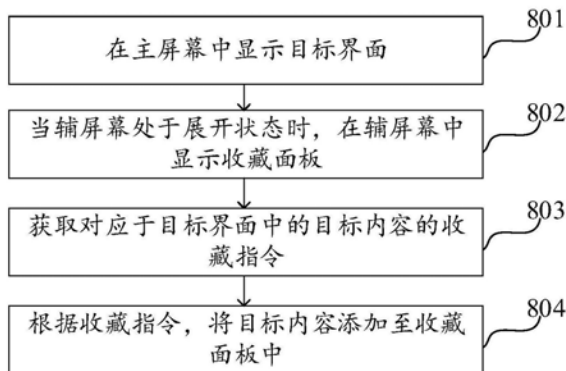 801
在主屏幕中显示目标界面
802
当辅屏幕处于展开状态时，在辅屏幕中
显示收藏面板
803
获取对应于目标界面中的目标内容的收
藏指令
804
根据收藏指令，将目标内容添加至收藏
面板中